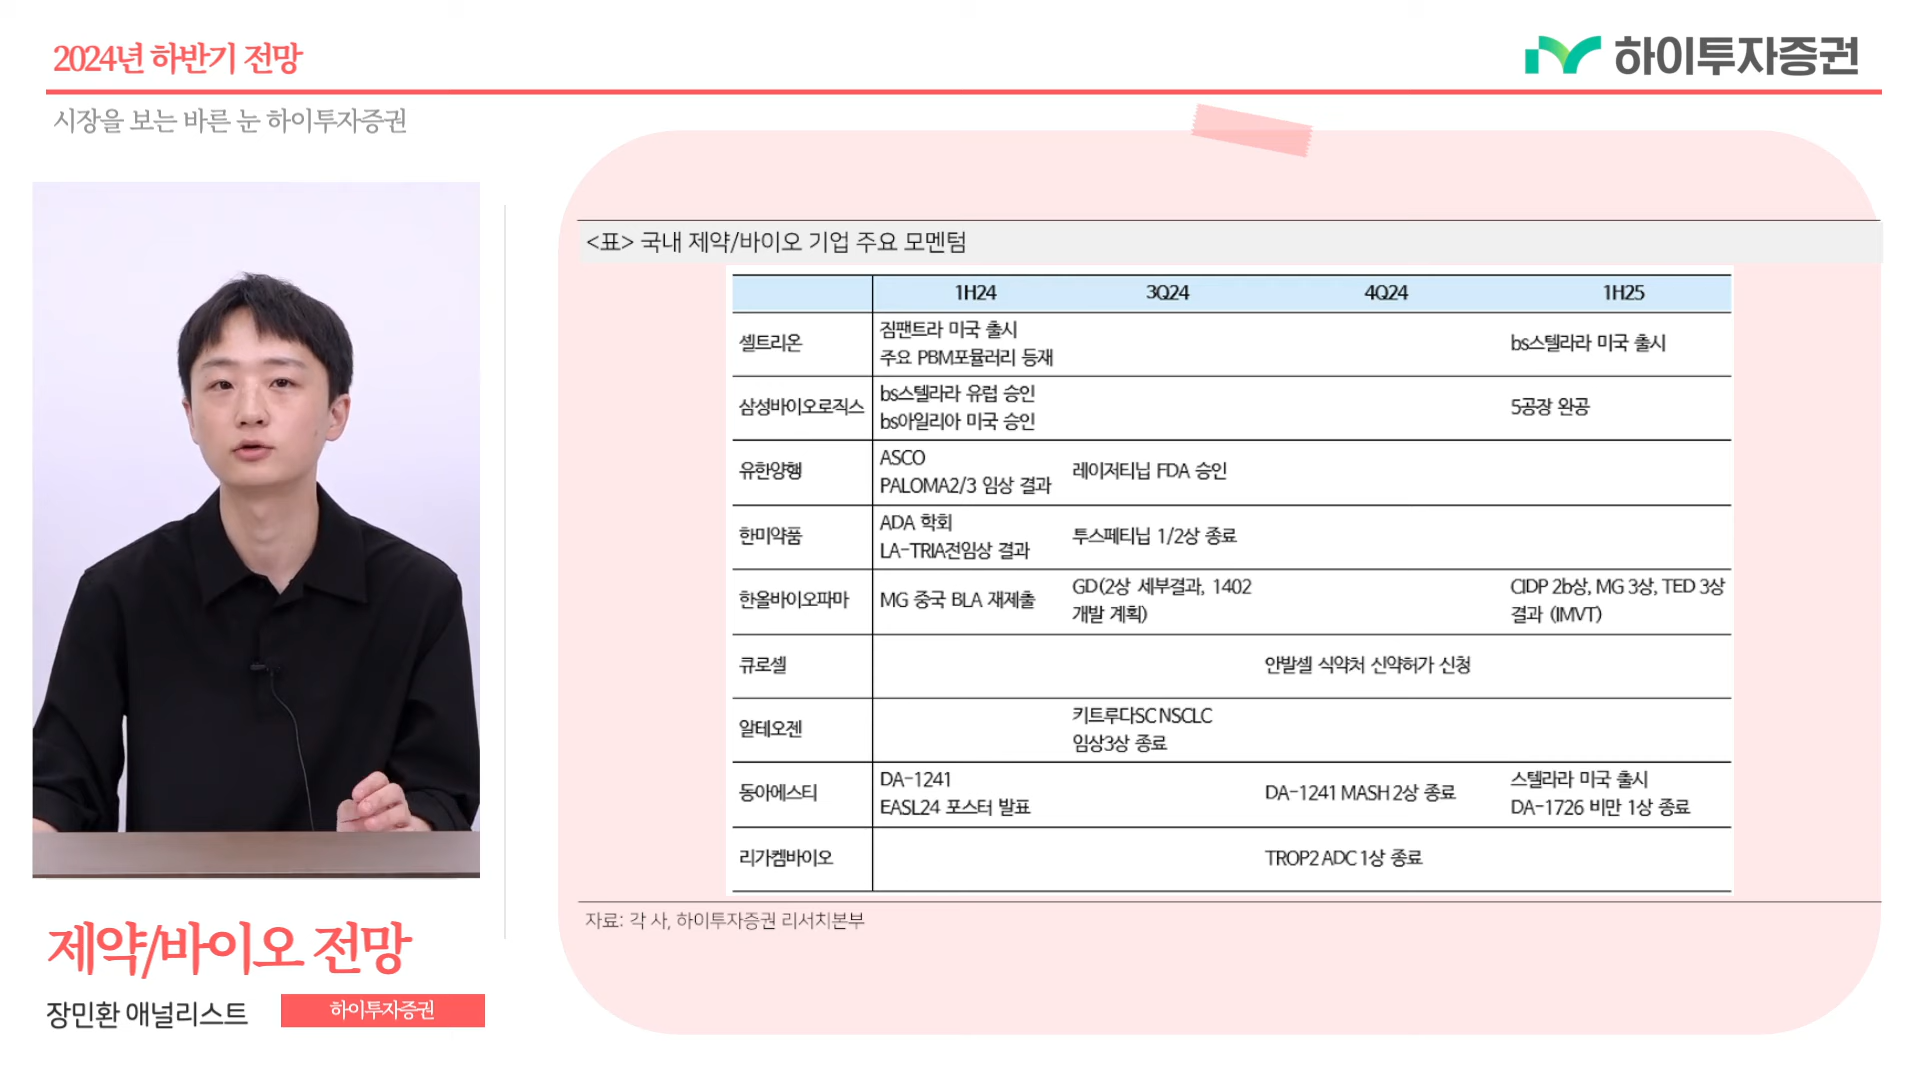 2024년 하반기 전망
하이투자증권
시장을 보는 바른 눈 하이투자증권
<표> 국내 제약/바이오 기업 주요 모멘텀
1H24 3Q24 4Q24 1H25
셀트리온
짐팬트라 미국 출시
주요 PBM포뮬러리 등재
bs스텔라라 미국 출시
삼성바이오로직스
bs스텔라라 유럽 승인
bs아일리아 미국 승인
5공장 완공
유한양행
ASCO
PALOMA2/3 임상 결과
레이저티닙 FDA 승인
한미약품
ADA 학회
LA-TRIA전임상 결과
투스페티닙 1/2상 종료
한올바이오파마
MG 중국 BLA 재제출
GD(2상 세부결과, 1402
개발 계획)
CIDP 2b상, MG 3상, TED 3상
결과 (IMVT)
큐로셀
안발셀 식약처 신약허가 신청
알테오젠
키트루다SC NSCLC
임상3상 종료
동아에스티
DA-1241
EASL24 포스터 발표
DA-1241 MASH 2상 종료
스텔라라 미국 출시
DA-1726 비만 1상 종료
리가켐바이오
TROP2 ADC 1상 종료
자료: 각 사, 하이투자증권 리서치본부
제약/바이오 전망
장민환 애널리스트
하이투자증권